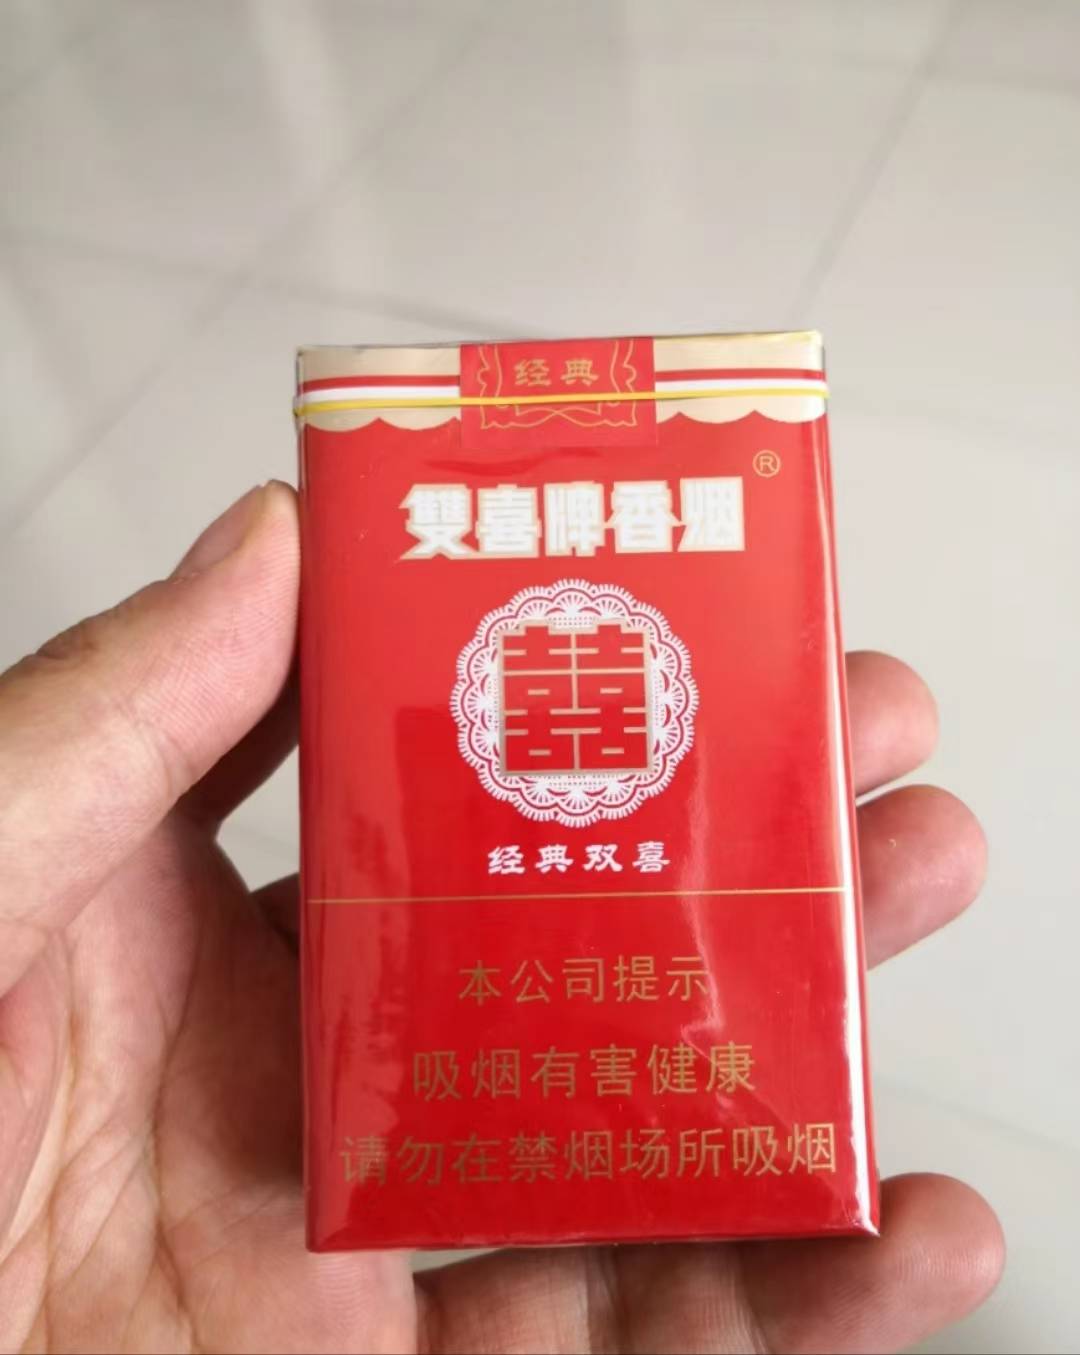 经典
®
雙喜牌香烟
囍
经典双喜
本公司提示
吸烟有害健康
请勿在禁烟场所吸烟